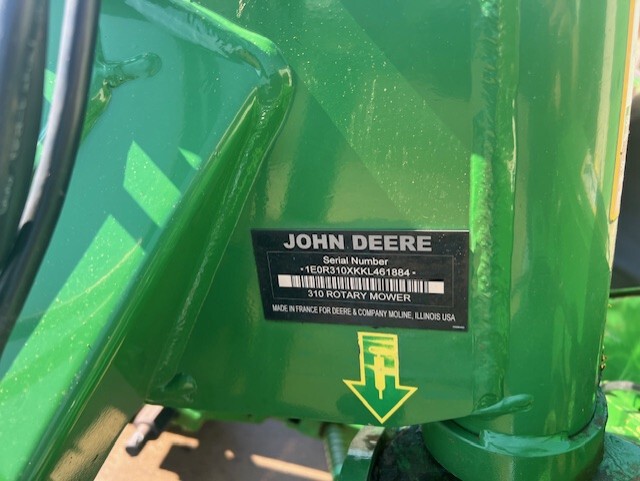 JOHN DEERE
Serial Number
-1E0R310XKKL461884-
310 ROTARY MOWER
MADE IN FRANCE FOR DEERE & COMPANY MOLINE, ILLINOIS USA